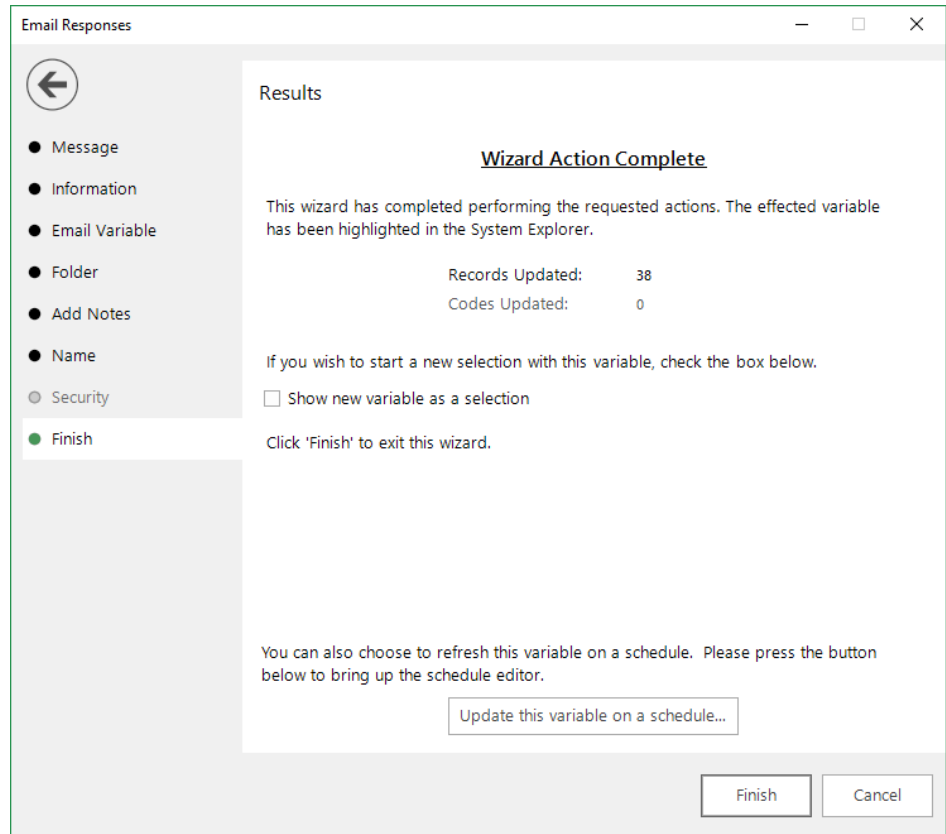 Email Responses
Message
Information
Email Variable
Folder
Add Notes
Name
Security
Finish
Results
Wizard Action Complete
This wizard has completed performing the requested actions. The effected variable
has been highlighted in the System Explorer.
Records Updated: 38
Codes Updated: 0
If you wish to start a new selection with this variable, check the box below.
Show new variable as a selection
Click 'Finish' to exit this wizard.
You can also choose to refresh this variable on a schedule. Please press the button
below to bring up the schedule editor.
Update this variable on a schedule...
Finish Cancel